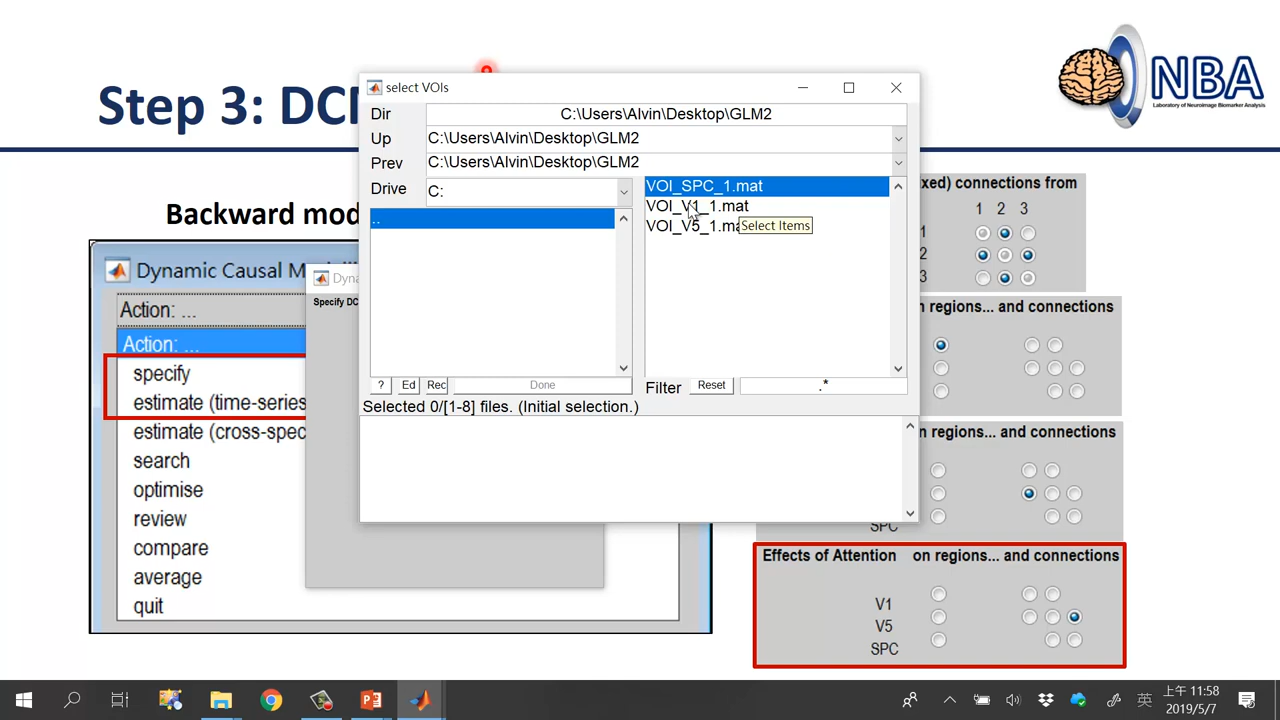 Step 3: DCM
NBA
Laboratory of Neuroimage Biomarker Analysis
Backward mod
Dynamic Causal Modelli
Action: ...
Action: ...
specify
estimate (time-series
estimate (cross-spec
search
optimise
review
compare
average
quit
Dyna
Specify DC
select VOIs
Dir
C:\Users\Alvin\Desktop\GLM2
Up
C:\Users\Alvin\Desktop\GLM2
Prev
C:\Users\Alvin\Desktop\GLM2
Drive
C:
..
VOI_SPC_1.mat
VOI_V1_1.mat
VOI_V5_1.ma
Select Items
?
Ed
Rec
Done
Filter
Reset
.*
Selected 0/[1-8] files. (Initial selection.)
xed) connections from
1 2 3
1
2
3
n regions... and connections
n regions... and connections
SPC
Effects of Attention on regions... and connections
V1
V5
SPC
英
上午 11:58
2019/5/7